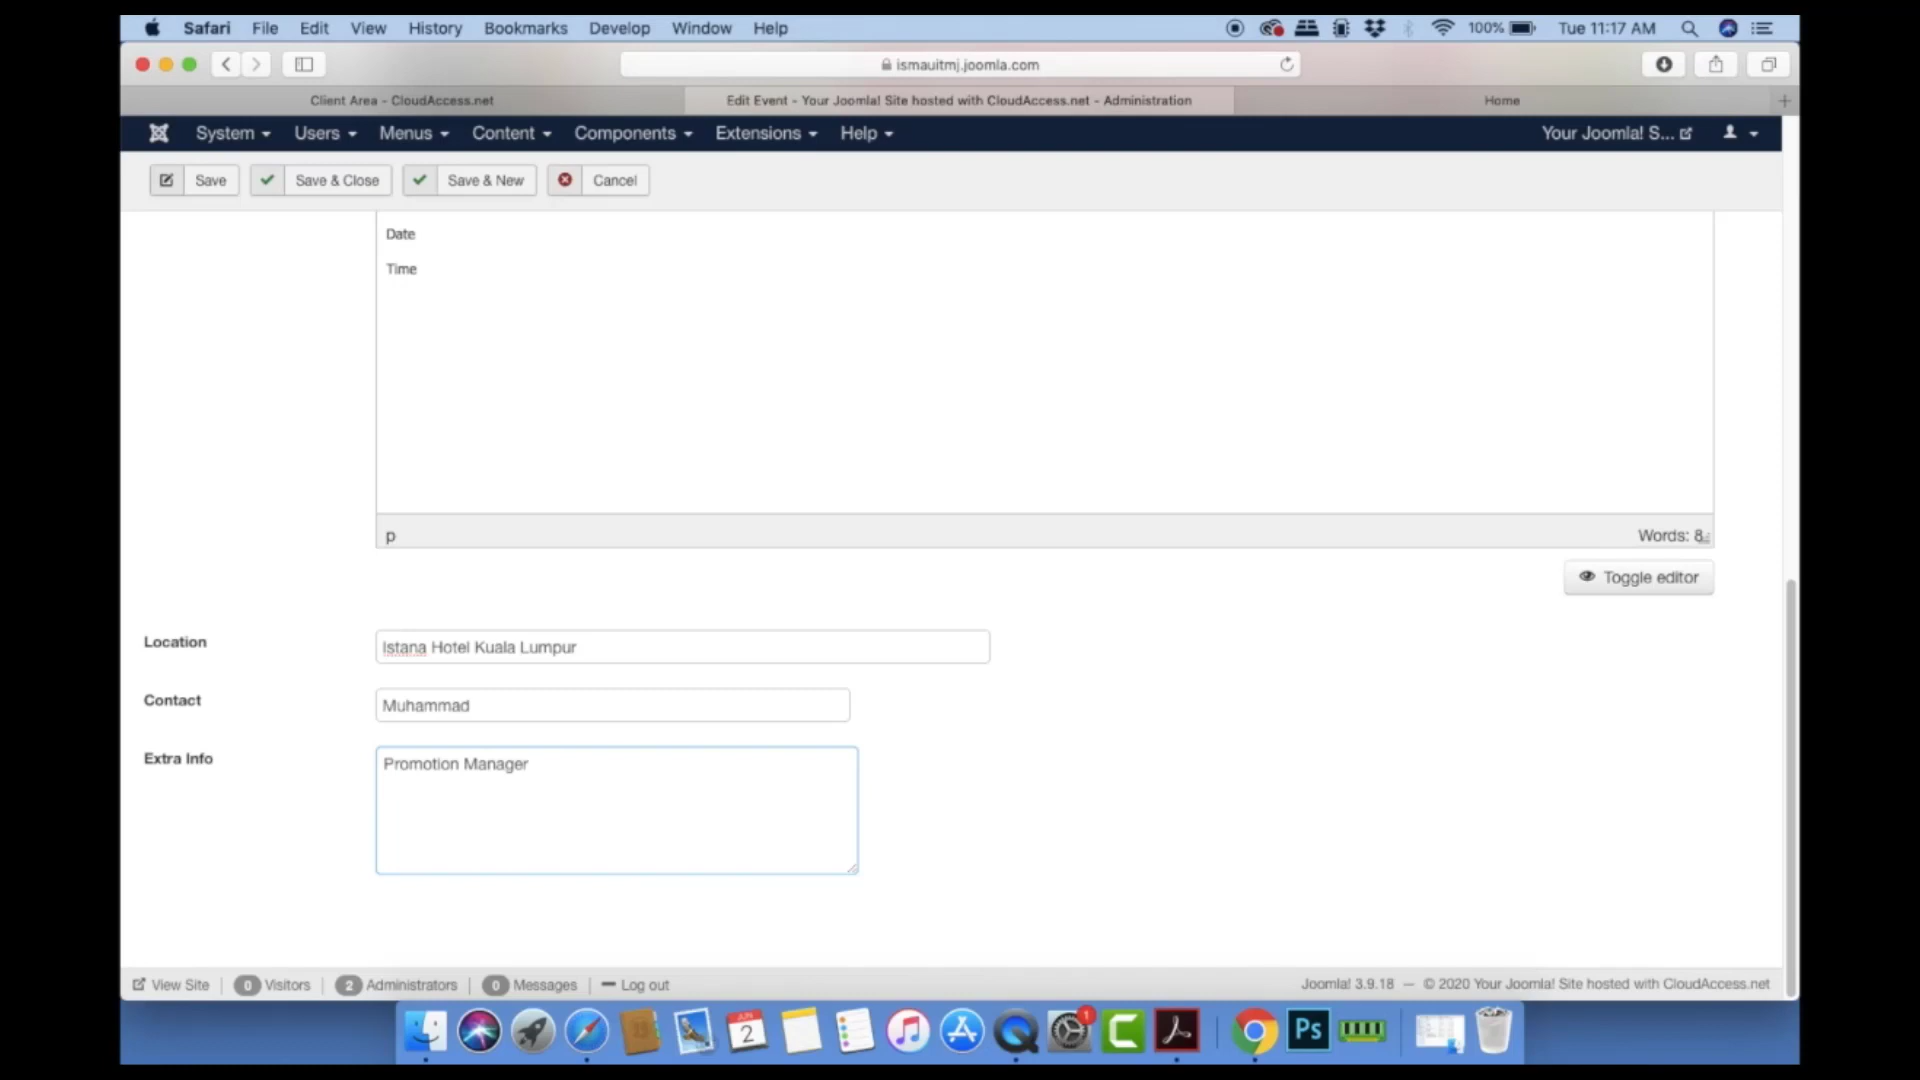 Safari File Edit View History Bookmarks Develop Window Help 100% Tue 11:17 AM
ismauitmj.joomla.com
Client Area - CloudAccess.net Edit Event - Your Joomla! Site hosted with CloudAccess.net - Administration Home
System Users Menus Content Components Extensions Help Your Joomla! S...
Save Save & Close Save & New Cancel
Date
Time
p Words: 8
Toggle editor
Location Istana Hotel Kuala Lumpur
Contact Muhammad
Extra Info Promotion Manager
View Site 0 Visitors 2 Administrators 0 Messages Log out Joomla! 3.9.18 — © 2020 Your Joomla! Site hosted with CloudAccess.net
JUN
2
1
Ps